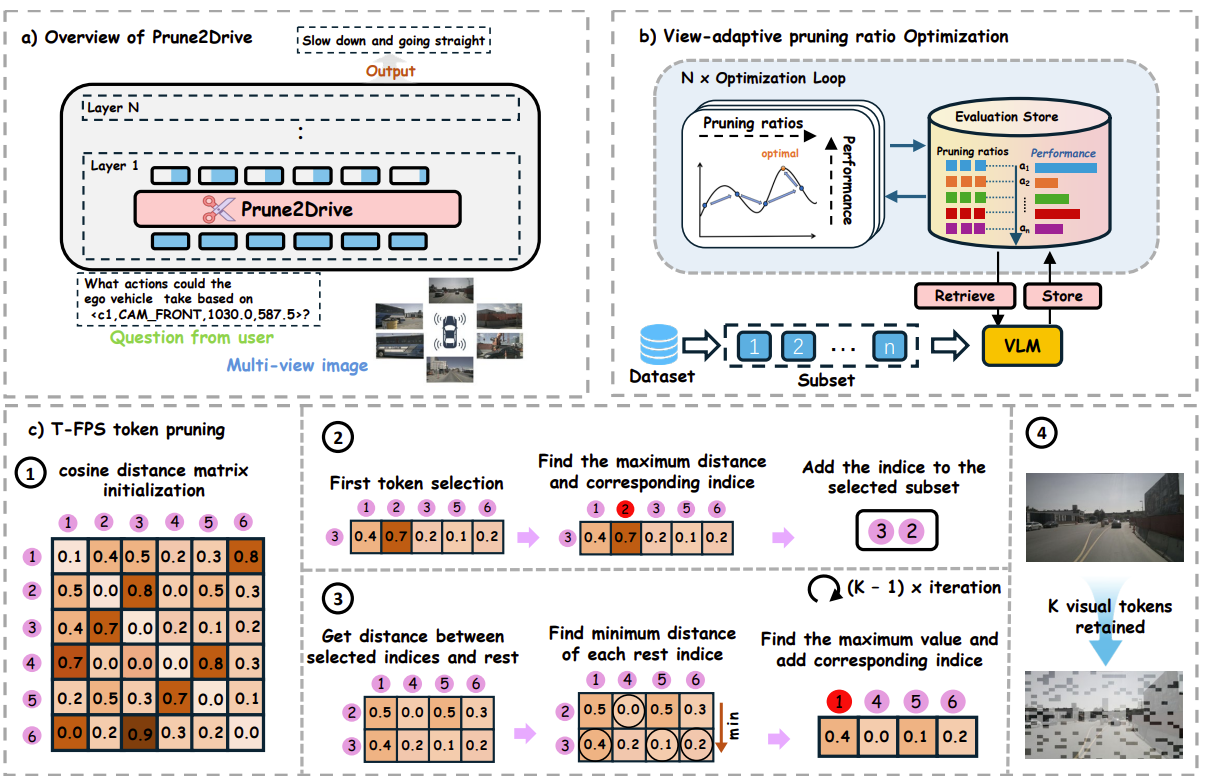 a) Overview of Prune2Drive
Slow down and going straight
Output
Layer N
:
Layer 1
Prune2Drive
What actions could the
ego vehicle take based on
<c1,CAM_FRONT,1030.0,587.5>?
Question from user
Multi-view image
b) View-adaptive pruning ratio Optimization
N x Optimization Loop
Pruning ratios
Performance
optimal
Evaluation Store
Pruning ratios Performance
a1
a2
⋮
an
Retrieve Store
Dataset
1 2 ... n
Subset
VLM
c) T-FPS token pruning
1
cosine distance matrix
initialization
1 2 3 4 5 6
1 0.1 0.4 0.5 0.2 0.3 0.8
2 0.5 0.0 0.8 0.0 0.5 0.3
3 0.4 0.7 0.0 0.2 0.1 0.2
4 0.7 0.0 0.0 0.0 0.8 0.3
5 0.2 0.5 0.3 0.7 0.0 0.1
6 0.0 0.2 0.9 0.3 0.2 0.0
2
First token selection
1 2 3 5 6
3 0.4 0.7 0.2 0.1 0.2
Find the maximum distance
and corresponding indice
1 2 3 5 6
3 0.4 0.7 0.2 0.1 0.2
Add the indice to the
selected subset
3 2
3
(K - 1) x iteration
Get distance between
selected indices and rest
1 4 5 6
2 0.5 0.0 0.5 0.3
3 0.4 0.2 0.1 0.2
Find minimum distance
of each rest indice
1 4 5 6
2 0.5 0.0 0.5 0.3
3 0.4 0.2 0.1 0.2
min
Find the maximum value and
add corresponding indice
1 4 5 6
0.4 0.0 0.1 0.2
4
K visual tokens
retained